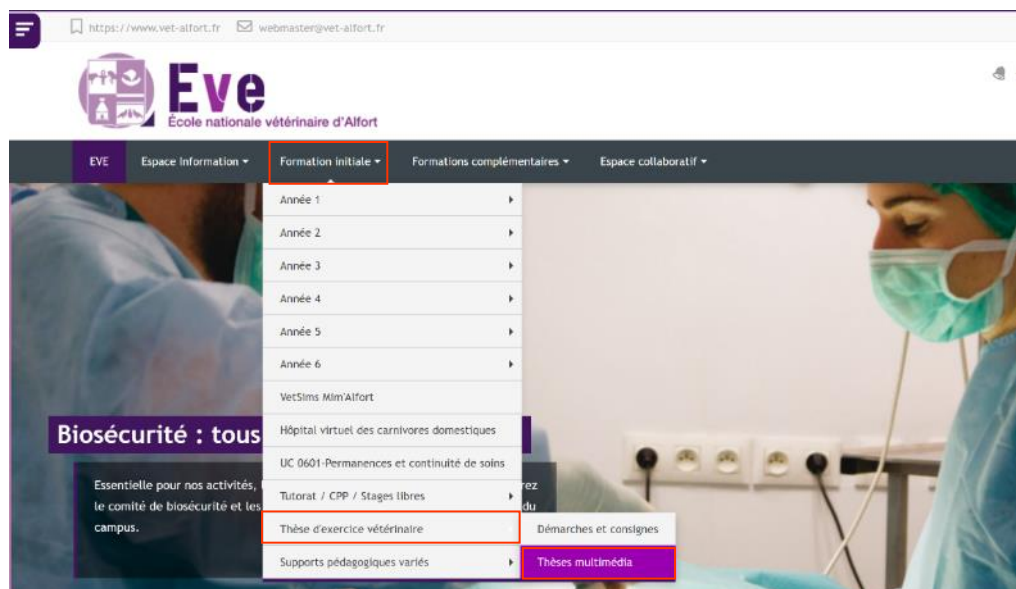 https://www.vet-alfort.fr webmaster@vet-alfort.fr
Eve
École nationale vétérinaire d'Alfort
EVE Espace Information Formation initiale Formations complémentaires Espace collaboratif
Année 1
Année 2
Année 3
Année 4
Année 5
Année 6
VetSims Mim'Alfort
Hôpital virtuel des carnivores domestiques
UC 0601-Permanences et continuité de soins
Tutorat / CPP / Stages libres
Thèse d'exercice vétérinaire
Supports pédagogiques variés
Démarches et consignes
Thèses multimédia
Biosécurité : tous
Essentielle pour nos activités,
le comité de biosécurité et les du
campus.